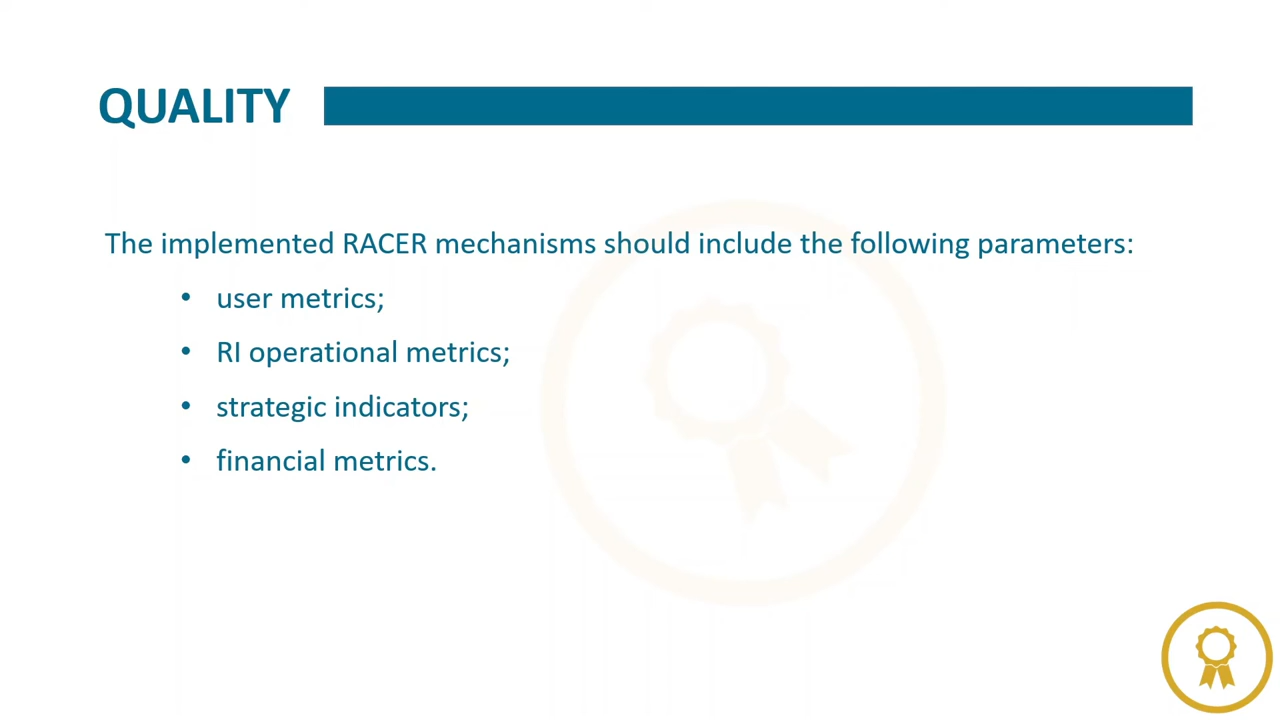 QUALITY
The implemented RACER mechanisms should include the following parameters:
• user metrics;
• RI operational metrics;
• strategic indicators;
• financial metrics.